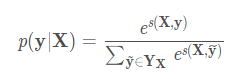 p(y|X) = e^{s(X,y)} / ∑_{ỹ∈Y_X} e^{s(X,ỹ)}